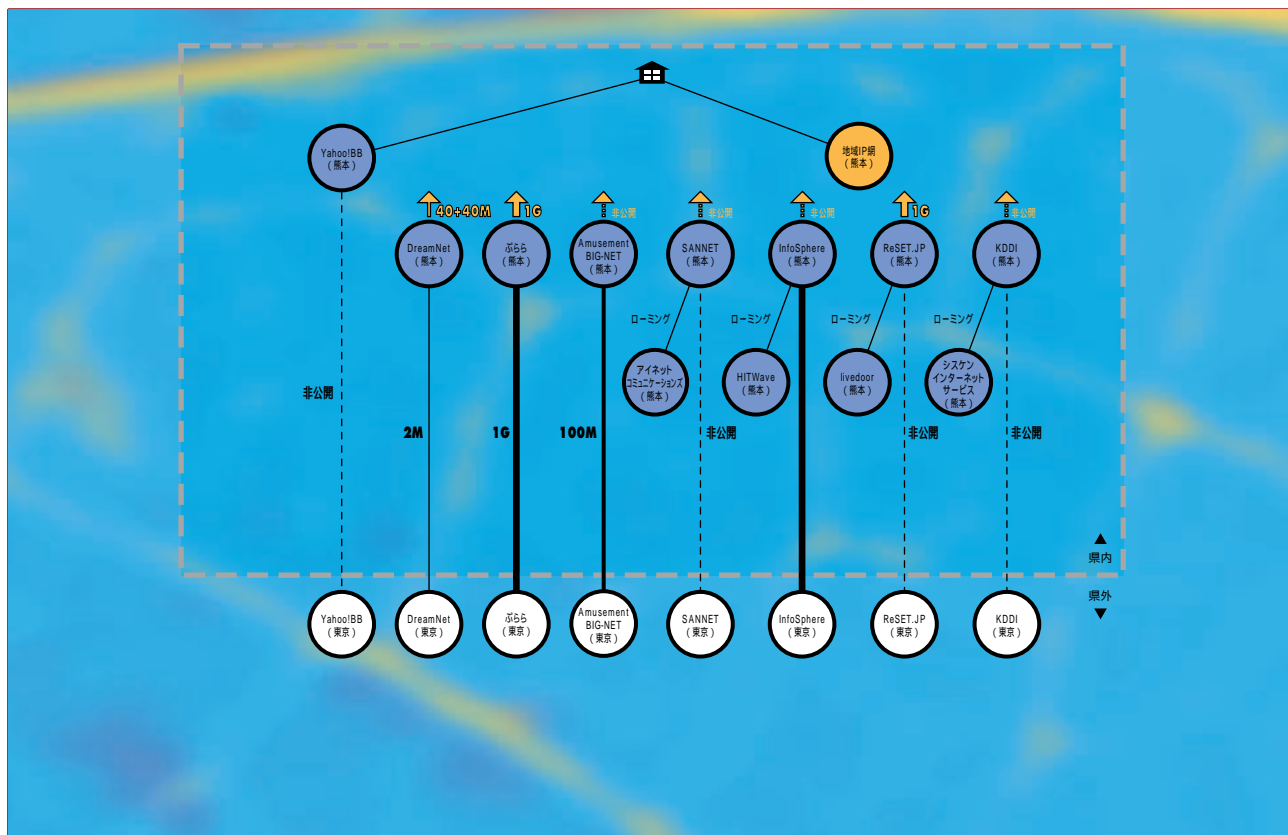 Yahoo!BB
(熊本)
地域IP網
(熊本)
40+40M
1G
非公開
非公開
非公開
1G
非公開
DreamNet
(熊本)
ぷらら
(熊本)
Amusement
BIG-NET
(熊本)
SANNET
(熊本)
InfoSphere
(熊本)
ReSET.JP
(熊本)
KDDI
(熊本)
ローミング
ローミング
ローミング
ローミング
アイネット
コミュニケーションズ
(熊本)
HITWave
(熊本)
livedoor
(熊本)
シスケン
インターネット
サービス
(熊本)
非公開
2M
1G
100M
非公開
非公開
非公開
▲
県内
県外
▼
Yahoo!BB
(東京)
DreamNet
(東京)
ぷらら
(東京)
Amusement
BIG-NET
(東京)
SANNET
(東京)
InfoSphere
(東京)
ReSET.JP
(東京)
KDDI
(東京)